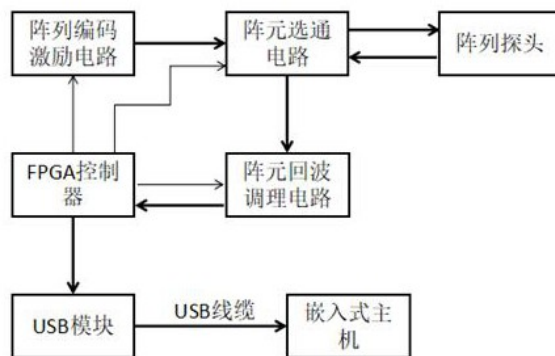 阵列编码
激励电路
阵元选通
电路
阵列探头
FPGA控制
器
阵元回波
调理电路
USB模块
USB线缆
嵌入式主
机